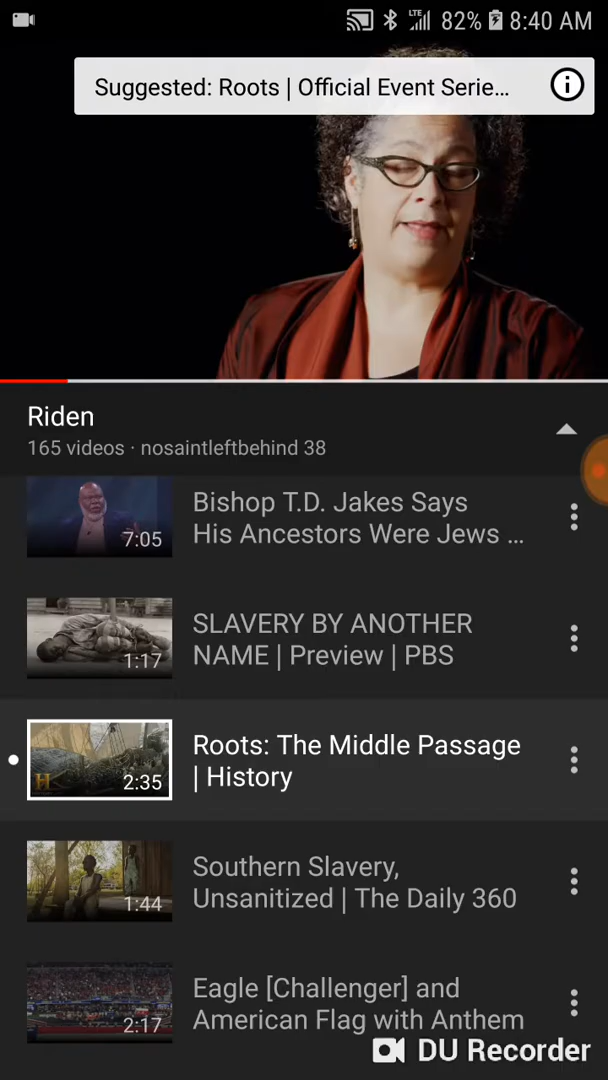 LTE 82% 8:40 AM
Suggested: Roots | Official Event Serie...
Riden
165 videos · nosaintleftbehind 38
7:05
Bishop T.D. Jakes Says
His Ancestors Were Jews ...
1:17
SLAVERY BY ANOTHER
NAME | Preview | PBS
H
2:35
Roots: The Middle Passage
| History
1:44
Southern Slavery,
Unsanitized | The Daily 360
2:17
Eagle [Challenger] and
American Flag with Anthem
DU Recorder